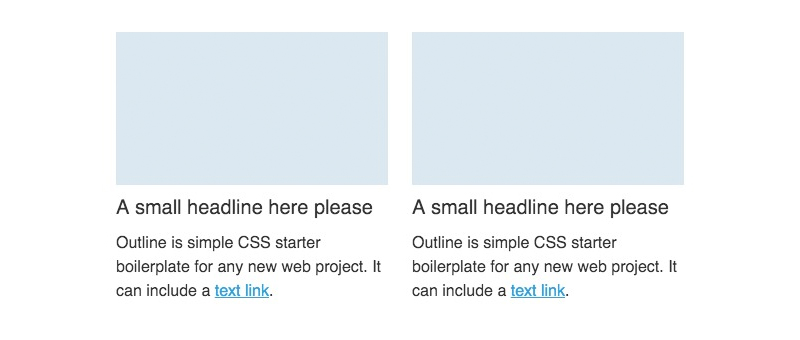 A small headline here please
Outline is simple CSS starter
boilerplate for any new web project. It
can include a text link.
A small headline here please
Outline is simple CSS starter
boilerplate for any new web project. It
can include a text link.